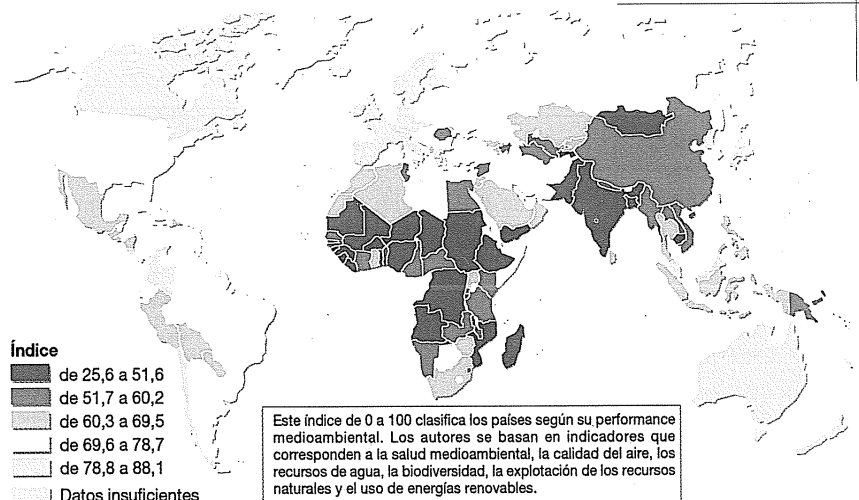 Índice
de 25,6 a 51,6
de 51,7 a 60,2
de 60,3 a 69,5
de 69,6 a 78,7
de 78,8 a 88,1
Datos insuficientes
Este índice de 0 a 100 clasifica los países según su performance
medioambiental. Los autores se basan en indicadores que
corresponden a la salud medioambiental, la calidad del aire, los
recursos de agua, la biodiversidad, la explotación de los recursos
naturales y el uso de energías renovables.